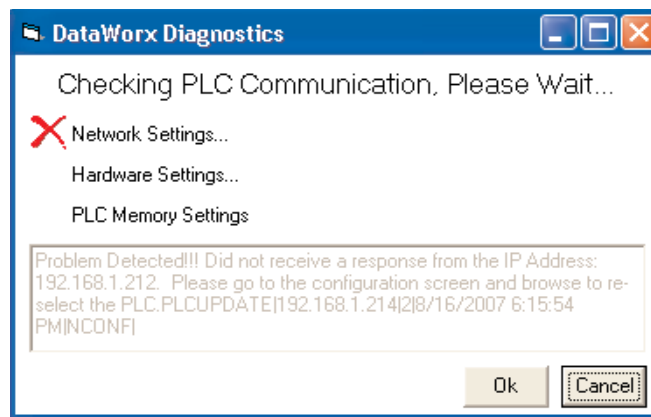 DataWorx Diagnostics
Checking PLC Communication, Please Wait...
Network Settings...
Hardware Settings...
PLC Memory Settings
Problem Detected!!! Did not receive a response from the IP Address:
192.168.1.212.  Please go to the configuration screen and browse to re-
select the PLC.PLCUPDATE|192.168.1.214|2|8/16/2007 6:15:54
PM|NCONF|
Ok Cancel